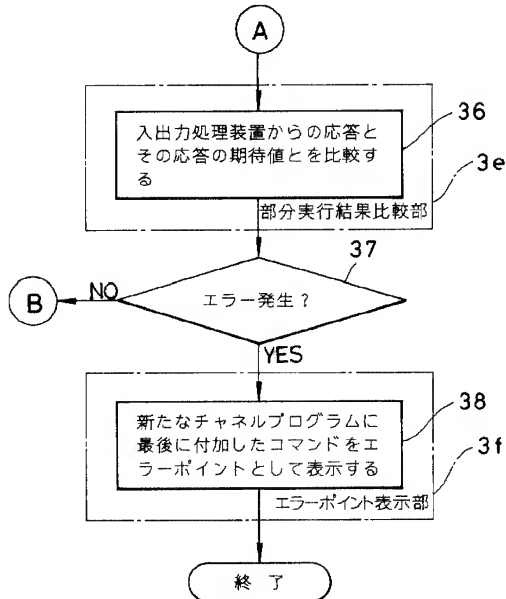 A
入出力処理装置からの応答と
その応答の期待値とを比較する
る
36
部分実行結果比較部
3e
37
エラー発生?
NO
B
YES
新たなチャネルプログラムに
最後に付加したコマンドをエ
ラーポイントとして表示する
38
エラーポイント表示部
3f
終了